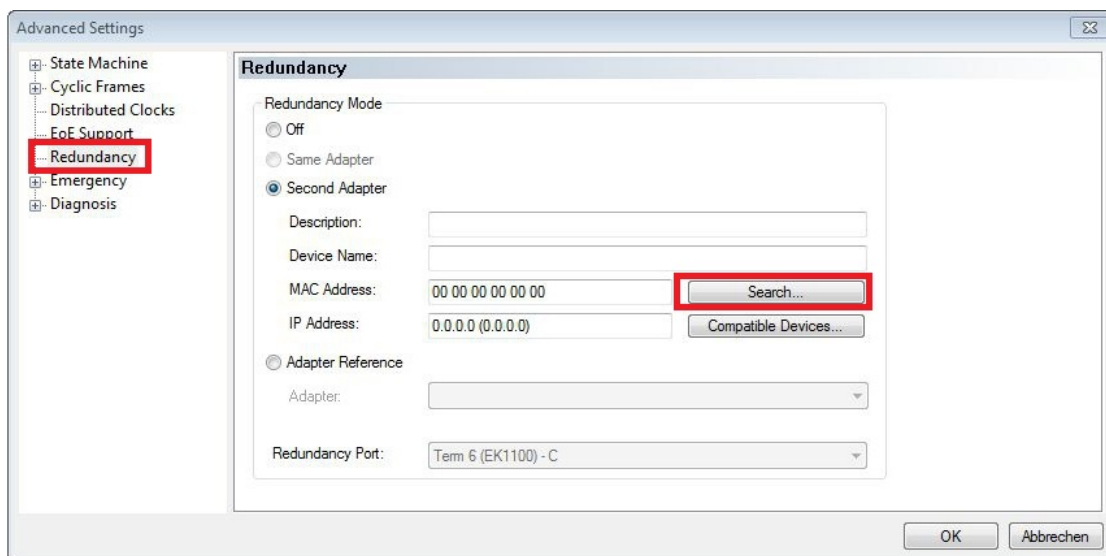 Advanced Settings
State Machine
Cyclic Frames
Distributed Clocks
EoE Support
Redundancy
Emergency
Diagnosis
Redundancy
Redundancy Mode
Off
Same Adapter
Second Adapter
Description:
Device Name:
MAC Address: 00 00 00 00 00 00 Search...
IP Address: 0.0.0.0 (0.0.0.0) Compatible Devices...
Adapter Reference
Adapter:
Redundancy Port: Term 6 (EK1100) - C
OK Abbrechen